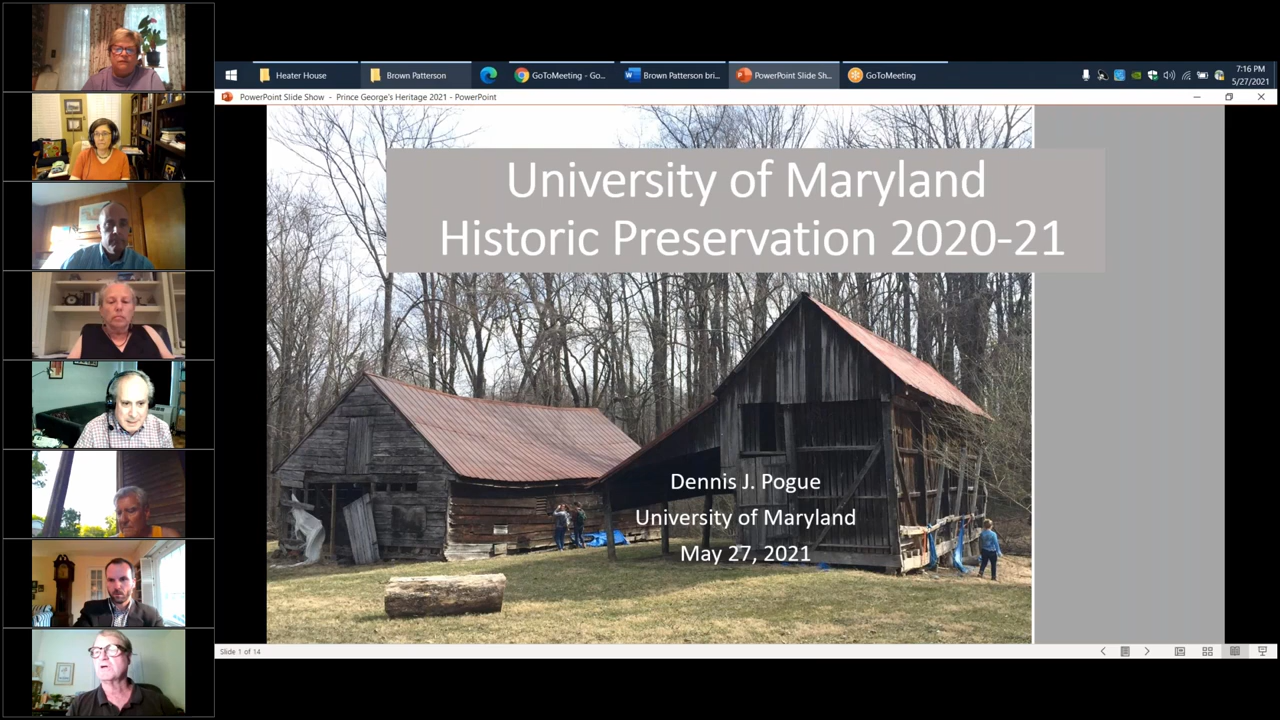 Heater House
Brown Patterson
GoToMeeting - Go...
Brown Patterson bri...
PowerPoint Slide Sh...
GoToMeeting
7:16 PM
5/27/2021
PowerPoint Slide Show - Prince George's Heritage 2021 - PowerPoint
University of Maryland
Historic Preservation 2020-21
Dennis J. Pogue
University of Maryland
May 27, 2021
Slide 1 of 14